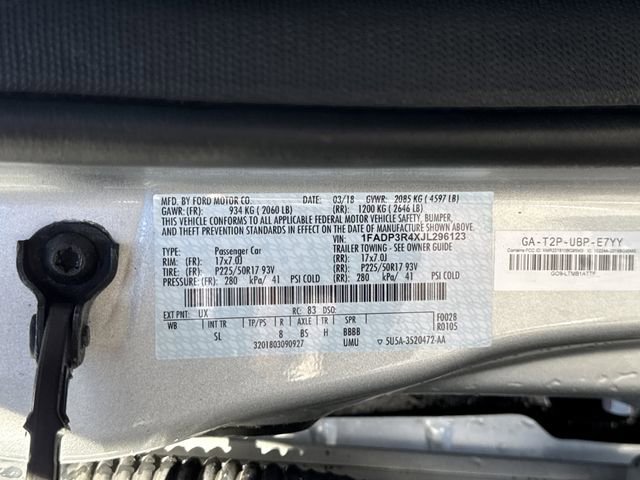 MFD. BY FORD MOTOR CO. DATE: 03/18 GVWR: 2085 KG ( 4597 LB)
GAWR: (FR): 934 KG ( 2060 LB) (RR): 1200 KG ( 2646 LB)
THIS VEHICLE CONFORMS TO ALL APPLICABLE FEDERAL MOTOR VEHICLE SAFETY, BUMPER,
AND THEFT PREVENTION STANDARDS IN EFFECT ON THE DATE OF MANUFACTURE SHOWN ABOVE.
VIN: 1FADP3R4XJL296123
TYPE: Passenger Car TRAILER TOWING - SEE OWNER GUIDE
RIM: (FR): 17x7.0J (RR): 17x7.0J
TIRE: (FR): P225/50R17 93V (RR): P225/50R17 93V
PRESSURE: (FR): 280 kPa/ 41 PSI COLD (RR): 280 kPa/ 41 PSI COLD
EXT PNT: UX RC: 83 DSO: F0028
WB INT TR TP/PS R AXLE TR SPR R0105
SL 8 BS H BBBB
3201803090927 UMU ▽ 5U5A-3520472-AA
GA-T2P-UBP-E7YY
GO9-LTMB1ATTF